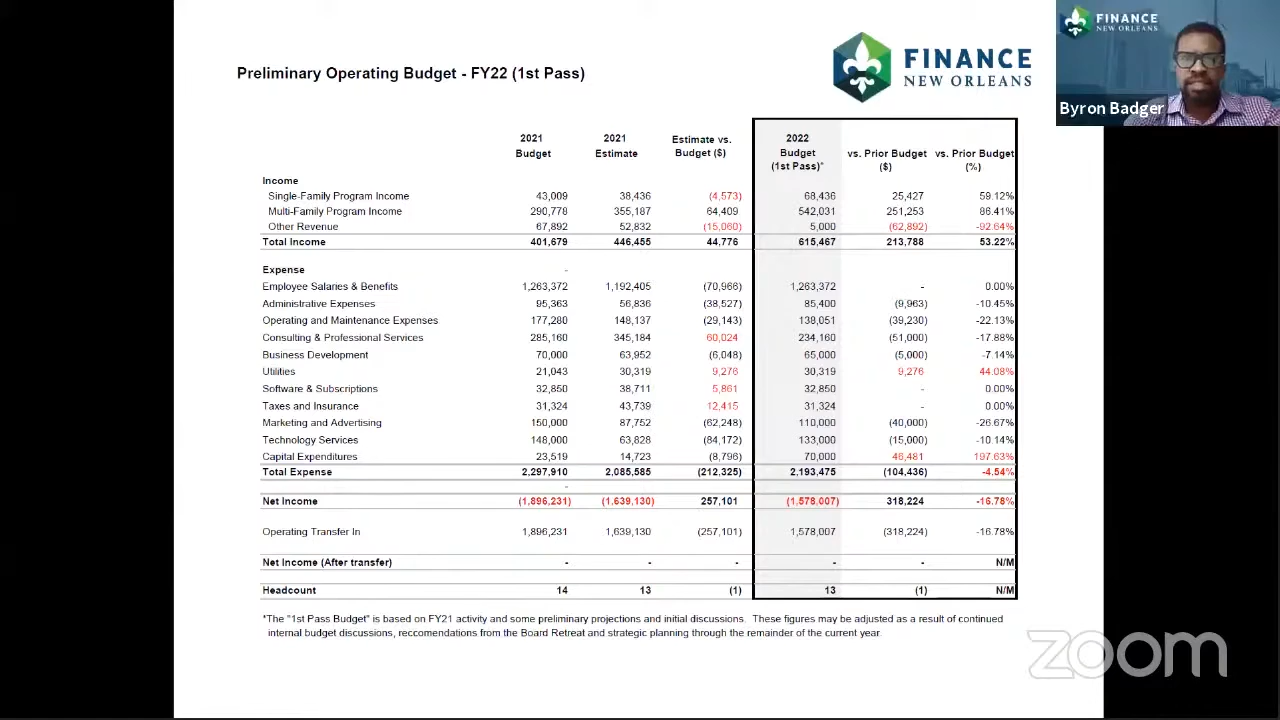 FINANCE
NEW ORLEANS
Byron Badger
Preliminary Operating Budget - FY22 (1st Pass)
FINANCE
NEW ORLEANS
2021 2021 Estimate vs. 2022
Budget Estimate Budget ($) Budget vs. Prior Budget vs. Prior Budget
(1st Pass)* ($) (%)
Income
Single-Family Program Income 43,009 38,436 (4,573) 68,436 25,427 59.12%
Multi-Family Program Income 290,778 355,187 64,409 542,031 251,253 86.41%
Other Revenue 67,892 52,832 (15,060) 5,000 (62,892) -92.64%
Total Income 401,679 446,455 44,776 615,467 213,788 53.22%
Expense -
Employee Salaries & Benefits 1,263,372 1,192,405 (70,966) 1,263,372 - 0.00%
Administrative Expenses 95,363 56,836 (38,527) 85,400 (9,963) -10.45%
Operating and Maintenance Expenses 177,280 148,137 (29,143) 138,051 (39,230) -22.13%
Consulting & Professional Services 285,160 345,184 60,024 234,160 (51,000) -17.88%
Business Development 70,000 63,952 (6,048) 65,000 (5,000) -7.14%
Utilities 21,043 30,319 9,276 30,319 9,276 44.08%
Software & Subscriptions 32,850 38,711 5,861 32,850 - 0.00%
Taxes and Insurance 31,324 43,739 12,415 31,324 - 0.00%
Marketing and Advertising 150,000 87,752 (62,248) 110,000 (40,000) -26.67%
Technology Services 148,000 63,828 (84,172) 133,000 (15,000) -10.14%
Capital Expenditures 23,519 14,723 (8,796) 70,000 46,481 197.63%
Total Expense 2,297,910 2,085,585 (212,325) 2,193,475 (104,436) -4.54%
-
Net Income (1,896,231) (1,639,130) 257,101 (1,578,007) 318,224 -16.78%
Operating Transfer In 1,896,231 1,639,130 (257,101) 1,578,007 (318,224) -16.78%
Net Income (After transfer) - - - - - N/M
Headcount 14 13 (1) 13 (1) N/M
*The "1st Pass Budget" is based on FY21 activity and some preliminary projections and initial discussions. These figures may be adjusted as a result of continued
internal budget discussions, reccomendations from the Board Retreat and strategic planning through the remainder of the current year.
zoom